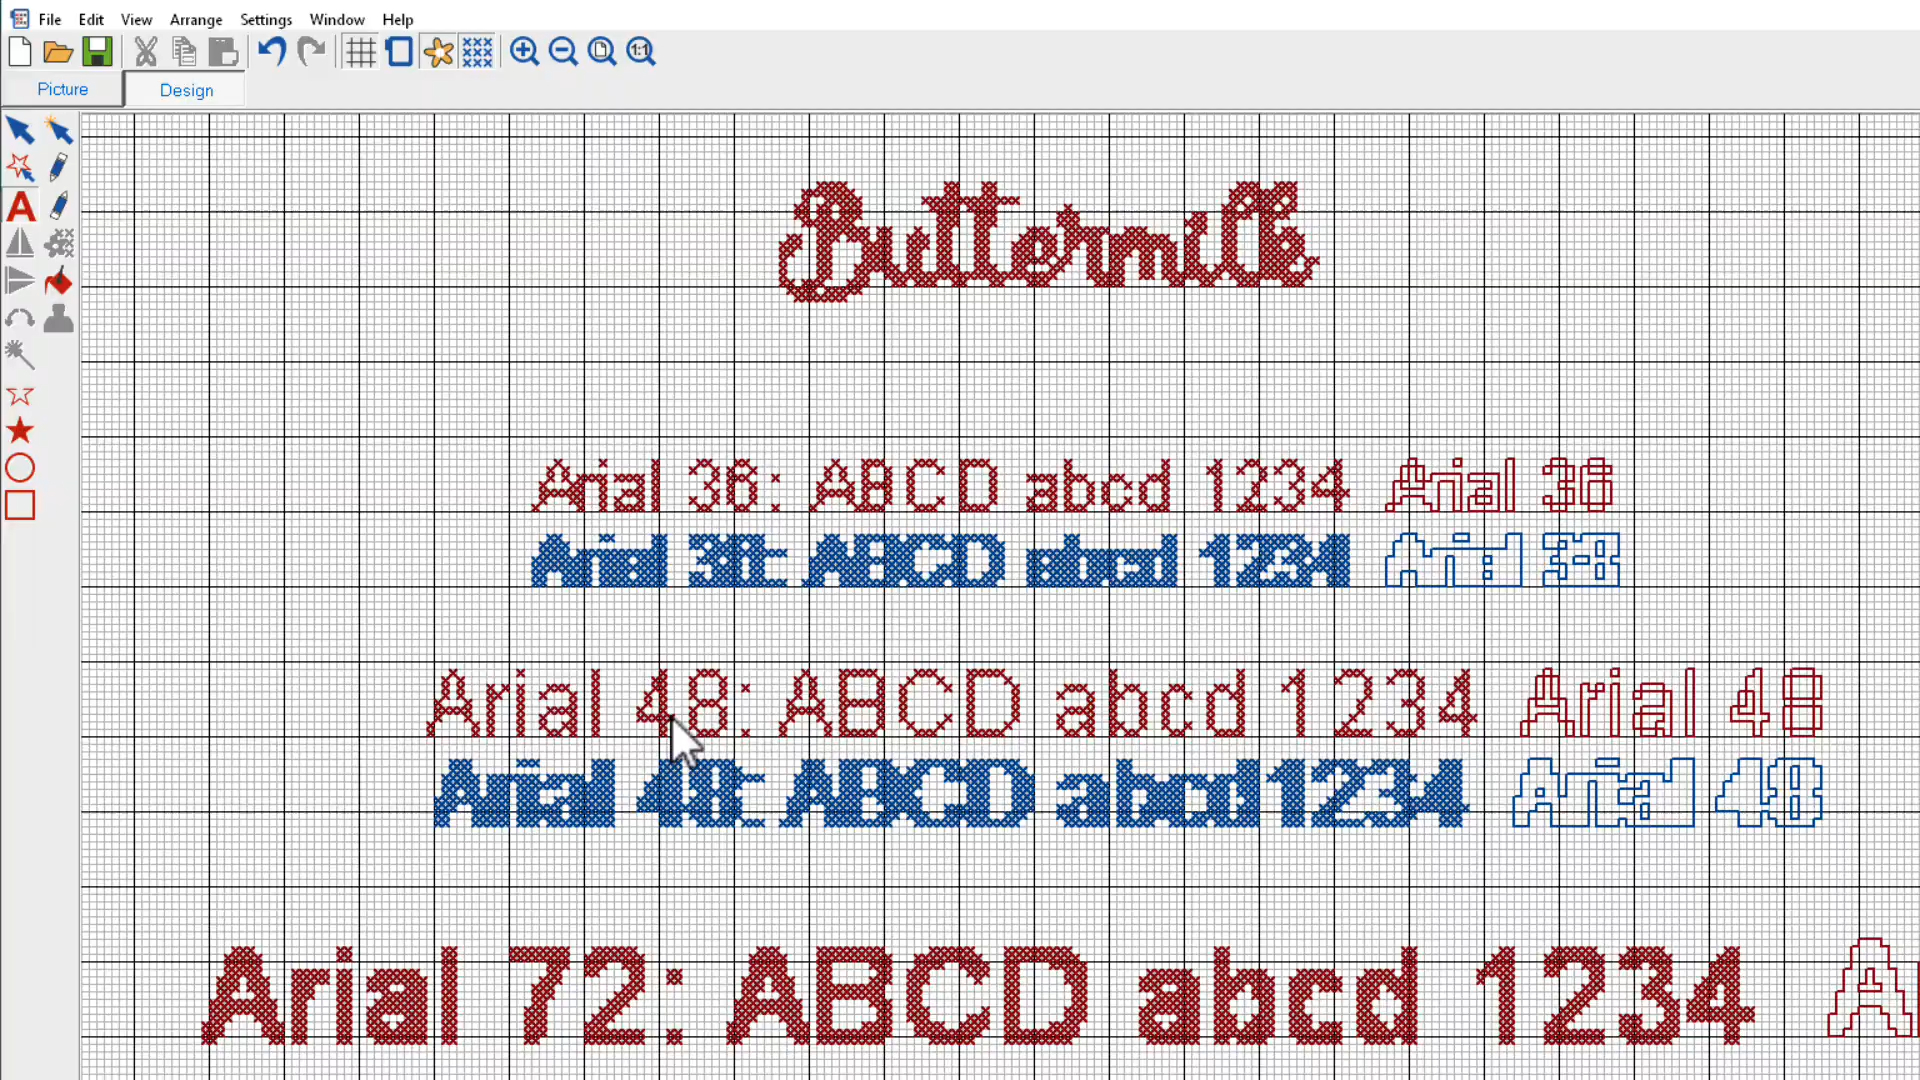 File Edit View Arrange Settings Window Help
1:1
Picture Design
A
Buttermilk
Arial 36: ABCD abcd 1234 Arial 36
Arial 36: ABCD abcd 1234 Arial 36
Arial 48: ABCD abcd 1234 Arial 48
Arial 48: ABCD abcd 1234 Arial 48
Arial 72: ABCD abcd 1234 A